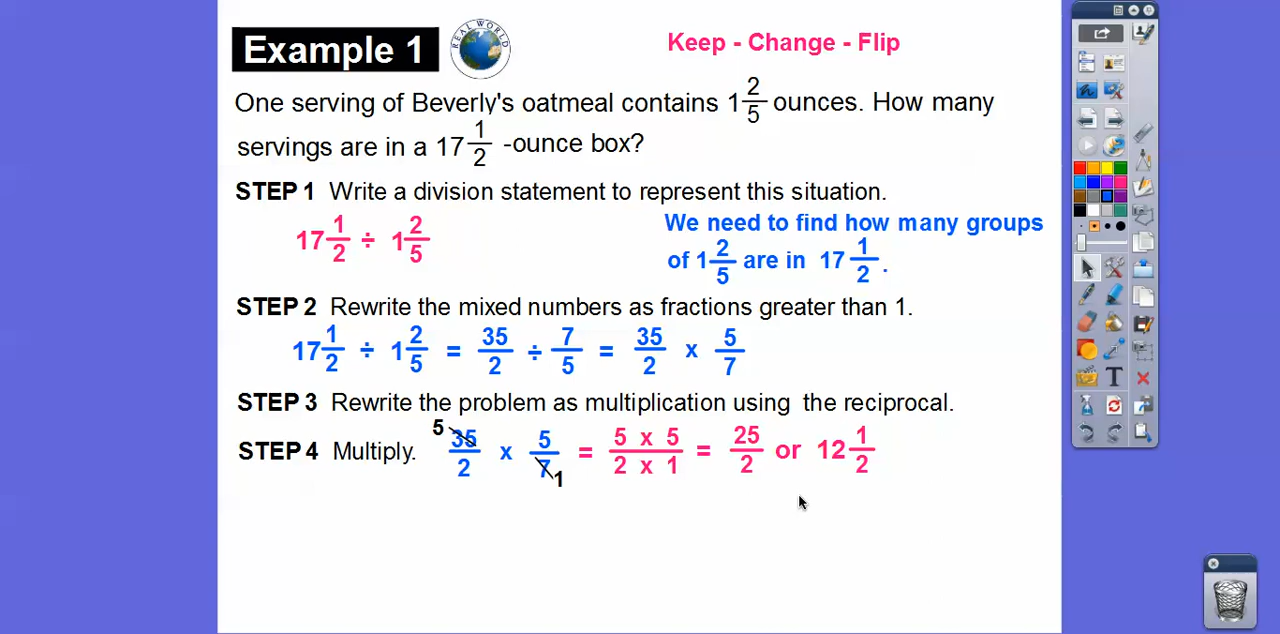 Example 1
REAL WORLD
Keep - Change - Flip
One serving of Beverly's oatmeal contains 1 2/5 ounces. How many
servings are in a 17 1/2 -ounce box?
STEP 1 Write a division statement to represent this situation.
17 1/2 ÷ 1 2/5
We need to find how many groups
of 1 2/5 are in 17 1/2 .
STEP 2 Rewrite the mixed numbers as fractions greater than 1.
17 1/2 ÷ 1 2/5 = 35/2 ÷ 7/5 = 35/2 x 5/7
STEP 3 Rewrite the problem as multiplication using the reciprocal.
STEP 4 Multiply. 5 35/2 x 5/7 1 = 5 x 5/2 x 1 = 25/2 or 12 1/2
T